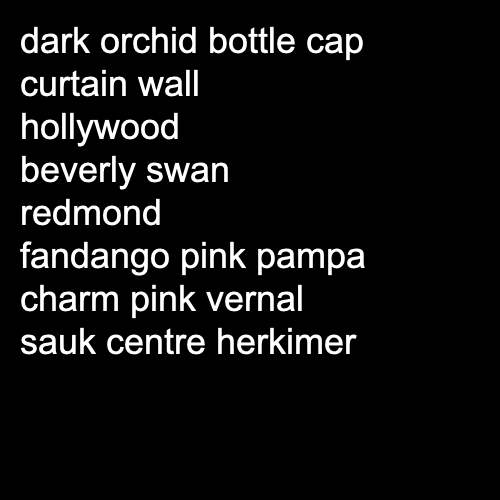 dark orchid bottle cap
curtain wall
hollywood
beverly swan
redmond
fandango pink pampa
charm pink vernal
sauk centre herkimer